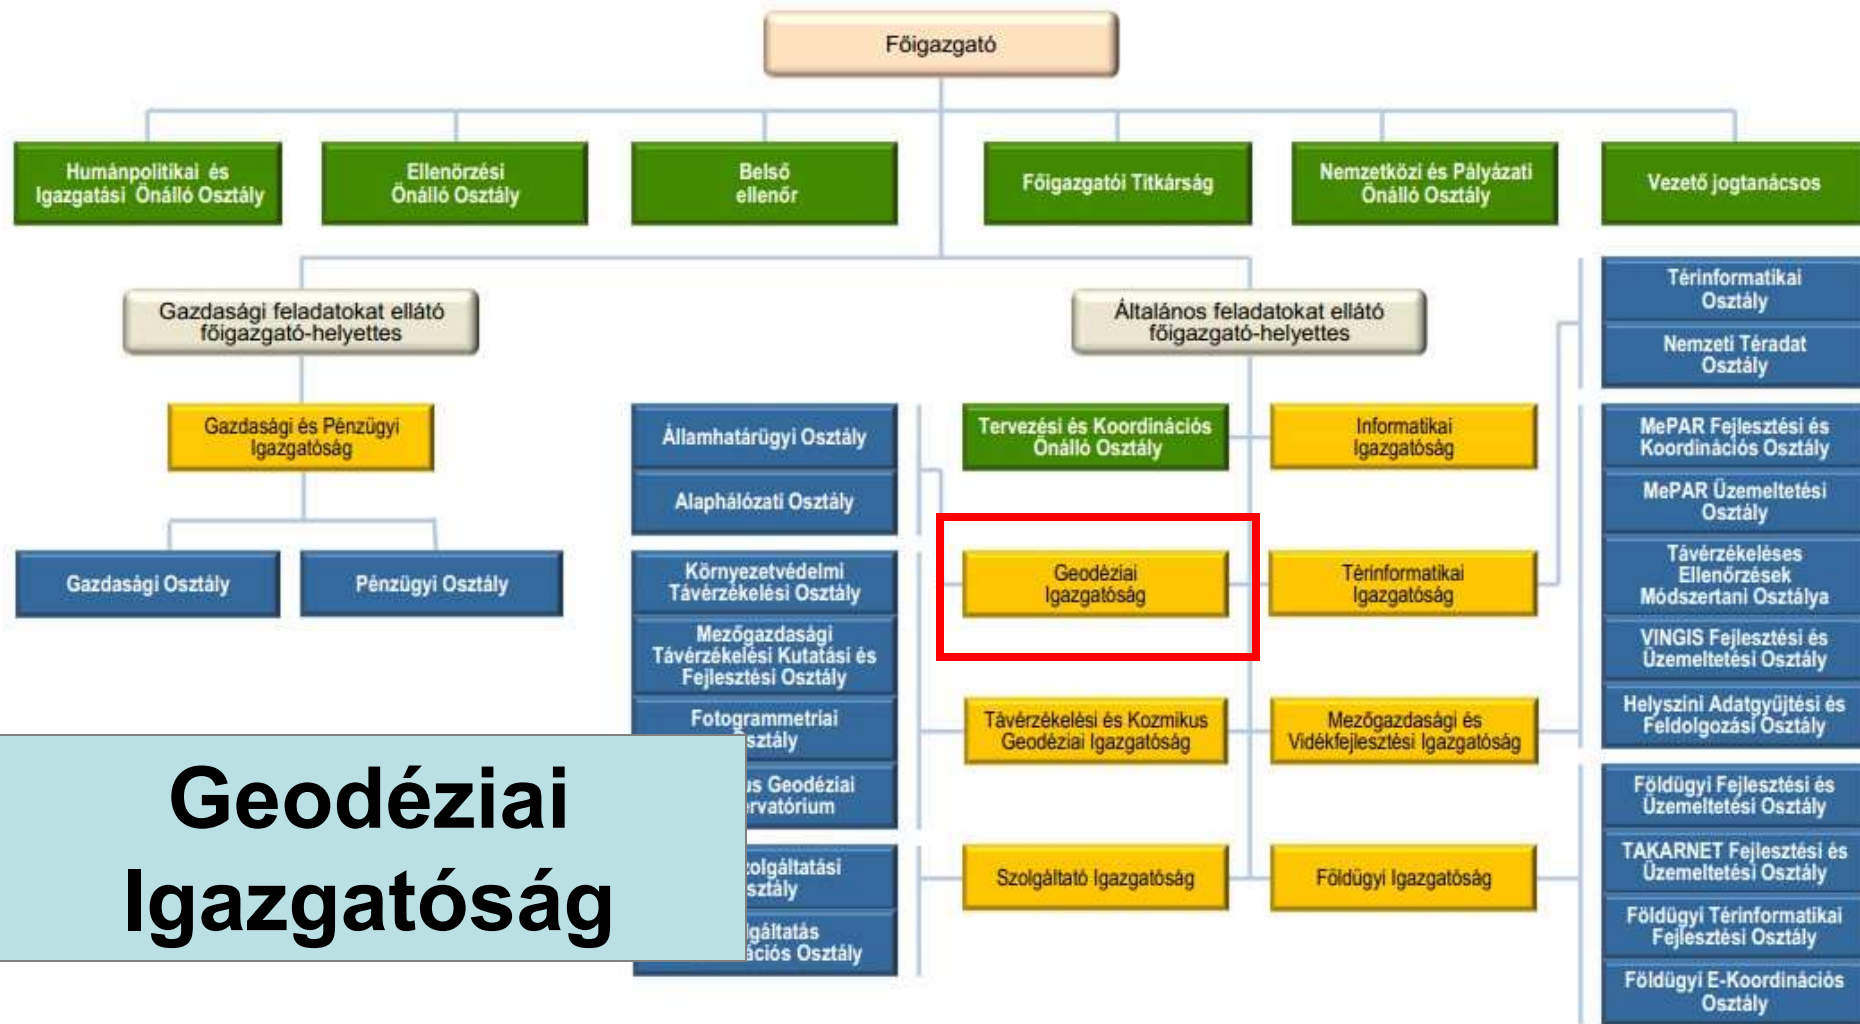 Főigazgató
Humánpolitikai és
Igazgatási Önálló Osztály
Ellenőrzési
Önálló Osztály
Belső
ellenőr
Főigazgatói Titkárság
Nemzetközi és Pályázati
Önálló Osztály
Vezető jogtanácsos
Gazdasági feladatokat ellátó
főigazgató-helyettes
Általános feladatokat ellátó
főigazgató-helyettes
Térinformatikai
Osztály
Nemzeti Téradat
Osztály
Gazdasági és Pénzügyi
Igazgatóság
Gazdasági Osztály
Pénzügyi Osztály
Államhatárügyi Osztály
Alaphálózati Osztály
Tervezési és Koordinációs
Önálló Osztály
Informatikai
Igazgatóság
MePAR Fejlesztési és
Koordinációs Osztály
MePAR Üzemeltetési
Osztály
Távérzékeléses
Ellenőrzések
Módszertani Osztálya
VINGIS Fejlesztési és
Üzemeltetési Osztály
Helyszíni Adatgyűjtési és
Feldolgozási Osztály
Környezetvédelmi
Távérzékelési Osztály
Mezőgazdasági
Távérzékelési Kutatási és
Fejlesztési Osztály
Fotogrammetriai
sztály
us Geodéziai
ervatórium
Geodéziai
Igazgatóság
Térinformatikai
Igazgatóság
Távérzékelési és Kozmikus
Geodéziai Igazgatóság
Mezőgazdasági és
Vidékfejlesztési Igazgatóság
zolgáltatási
sztály
lgáltatás
ációs Osztály
Szolgáltató Igazgatóság
Földügyi Igazgatóság
Földügyi Fejlesztési és
Üzemeltetési Osztály
TAKARNET Fejlesztési és
Üzemeltetési Osztály
Földügyi Térinformatikai
Fejlesztési Osztály
Földügyi E-Koordinációs
Osztály
Geodéziai
Igazgatóság